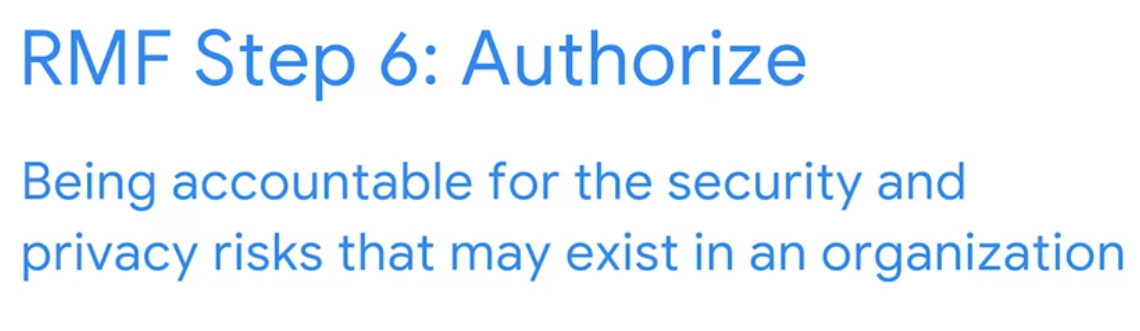 RMF Step 6: Authorize
Being accountable for the security and
privacy risks that may exist in an organization